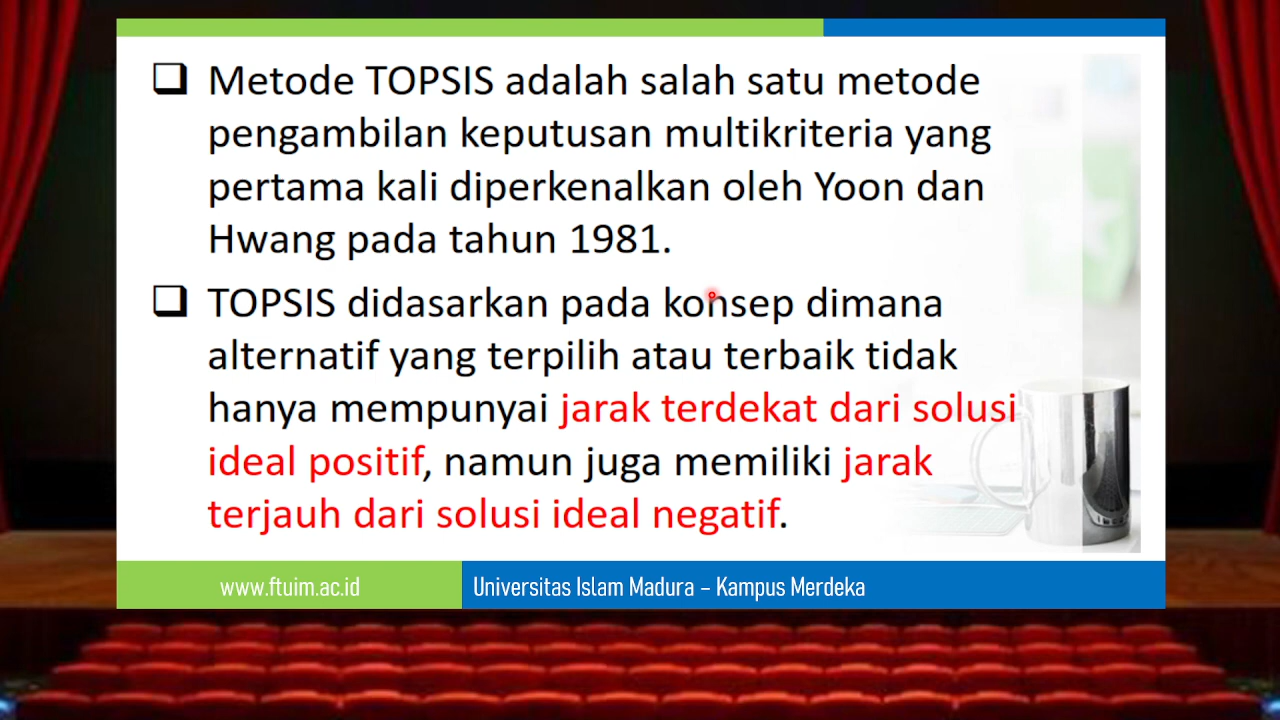 ❑ Metode TOPSIS adalah salah satu metode
pengambilan keputusan multikriteria yang
pertama kali diperkenalkan oleh Yoon dan
Hwang pada tahun 1981.
❑ TOPSIS didasarkan pada konsep dimana
alternatif yang terpilih atau terbaik tidak
hanya mempunyai jarak terdekat dari solusi
ideal positif, namun juga memiliki jarak
terjauh dari solusi ideal negatif.
www.ftuim.ac.id
Universitas Islam Madura – Kampus Merdeka